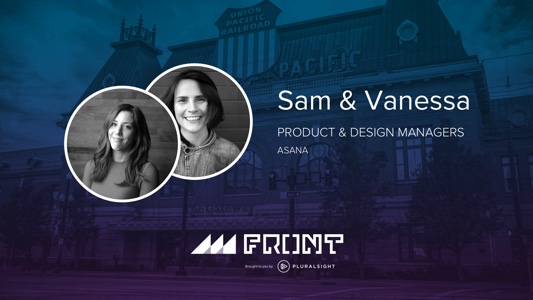 UNION
PACIFIC
RAILROAD
PACIFIC
Sam & Vanessa
PRODUCT & DESIGN MANAGERS
ASANA
FRONT
Brought to you by PLURALSIGHT